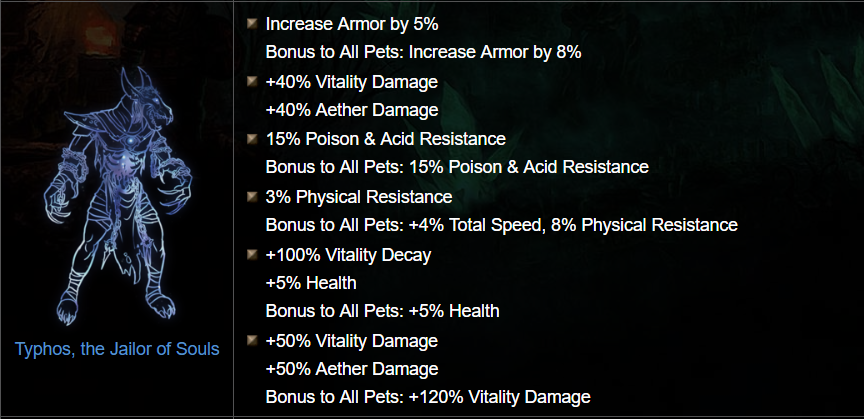 Increase Armor by 5%
Bonus to All Pets: Increase Armor by 8%
+40% Vitality Damage
+40% Aether Damage
15% Poison & Acid Resistance
Bonus to All Pets: 15% Poison & Acid Resistance
3% Physical Resistance
Bonus to All Pets: +4% Total Speed, 8% Physical Resistance
+100% Vitality Decay
+5% Health
Bonus to All Pets: +5% Health
+50% Vitality Damage
+50% Aether Damage
Bonus to All Pets: +120% Vitality Damage
Typhos, the Jailor of Souls